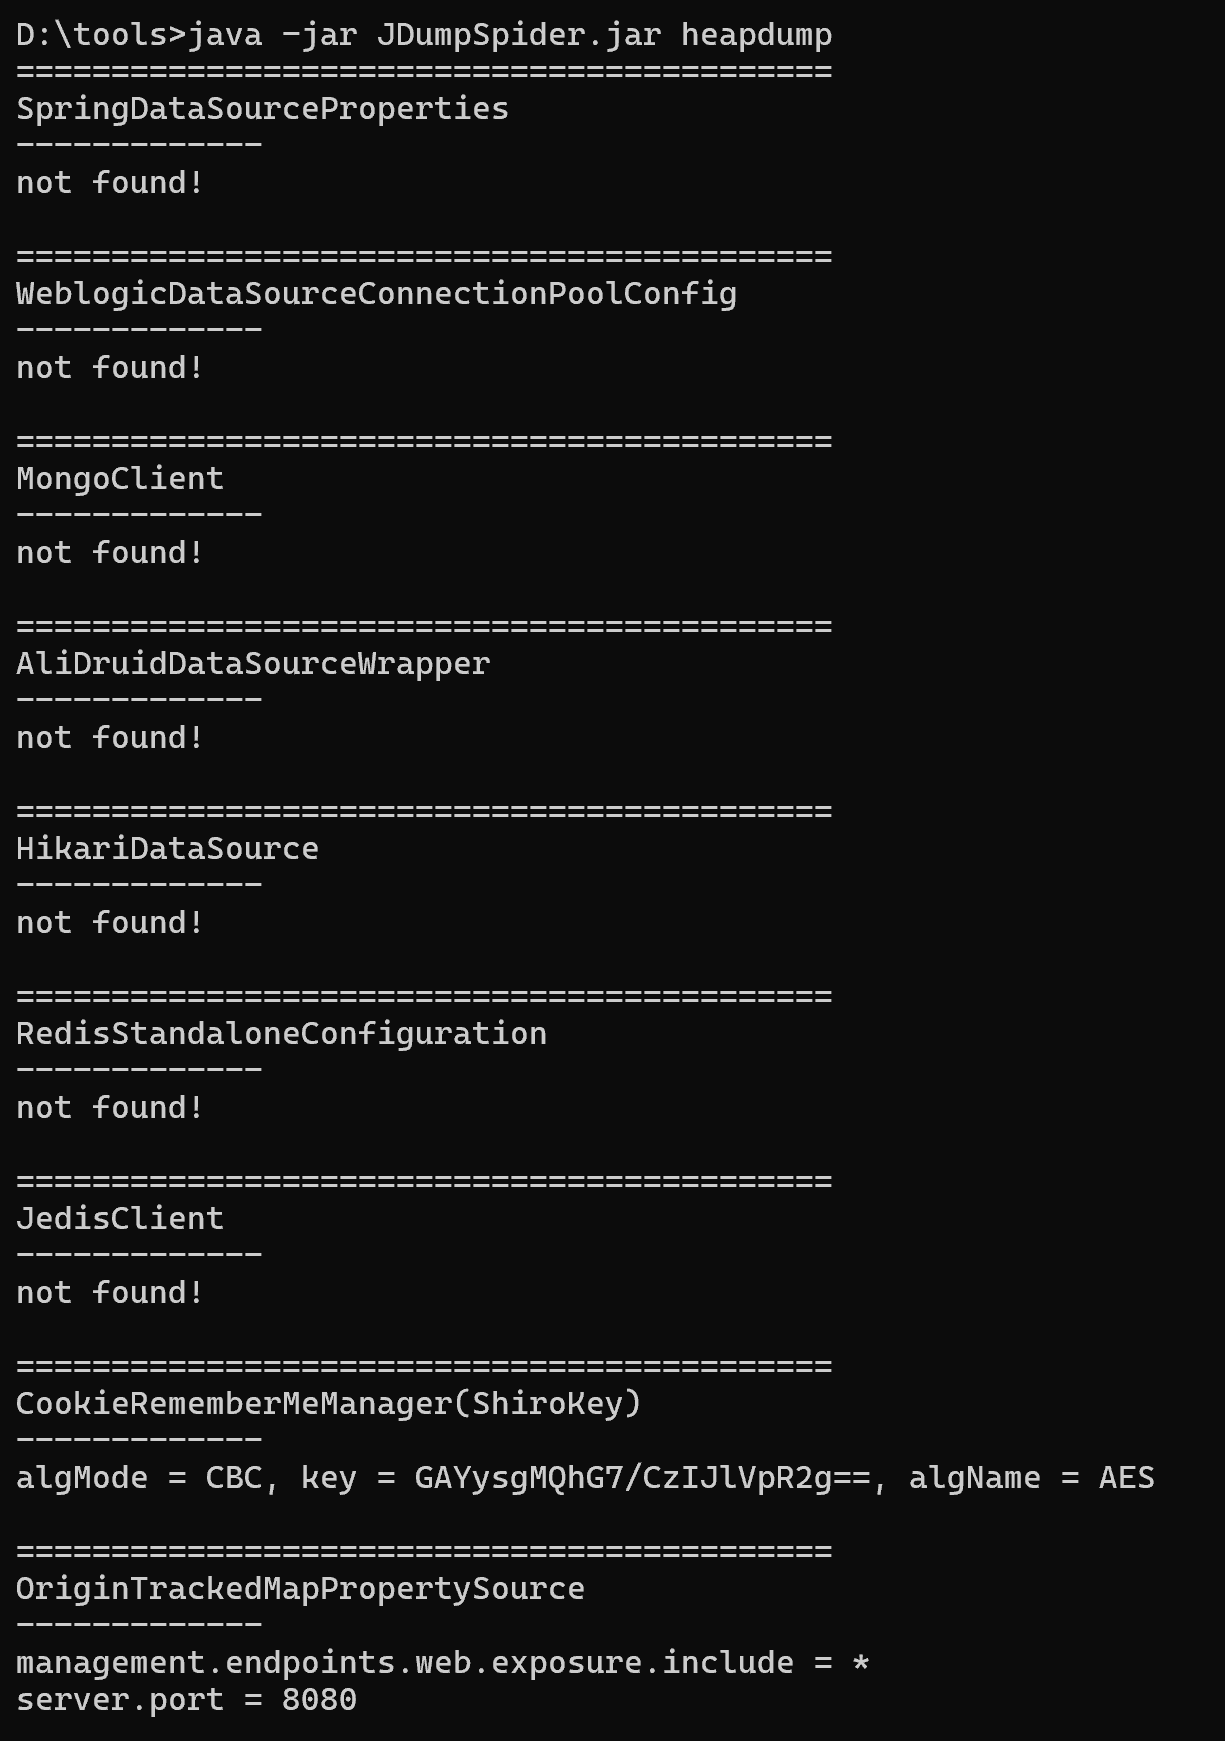 D:\tools>java -jar JDumpSpider.jar heapdump
===========================================
SpringDataSourceProperties
-------------
not found!
===========================================
WeblogicDataSourceConnectionPoolConfig
-------------
not found!
===========================================
MongoClient
-------------
not found!
===========================================
AliDruidDataSourceWrapper
-------------
not found!
===========================================
HikariDataSource
-------------
not found!
===========================================
RedisStandaloneConfiguration
-------------
not found!
===========================================
JedisClient
-------------
not found!
===========================================
CookieRememberMeManager(ShiroKey)
-------------
algMode = CBC, key = GAYysgMQhG7/CzIJlVpR2g==, algName = AES
===========================================
OriginTrackedMapPropertySource
-------------
management.endpoints.web.exposure.include = *
server.port = 8080